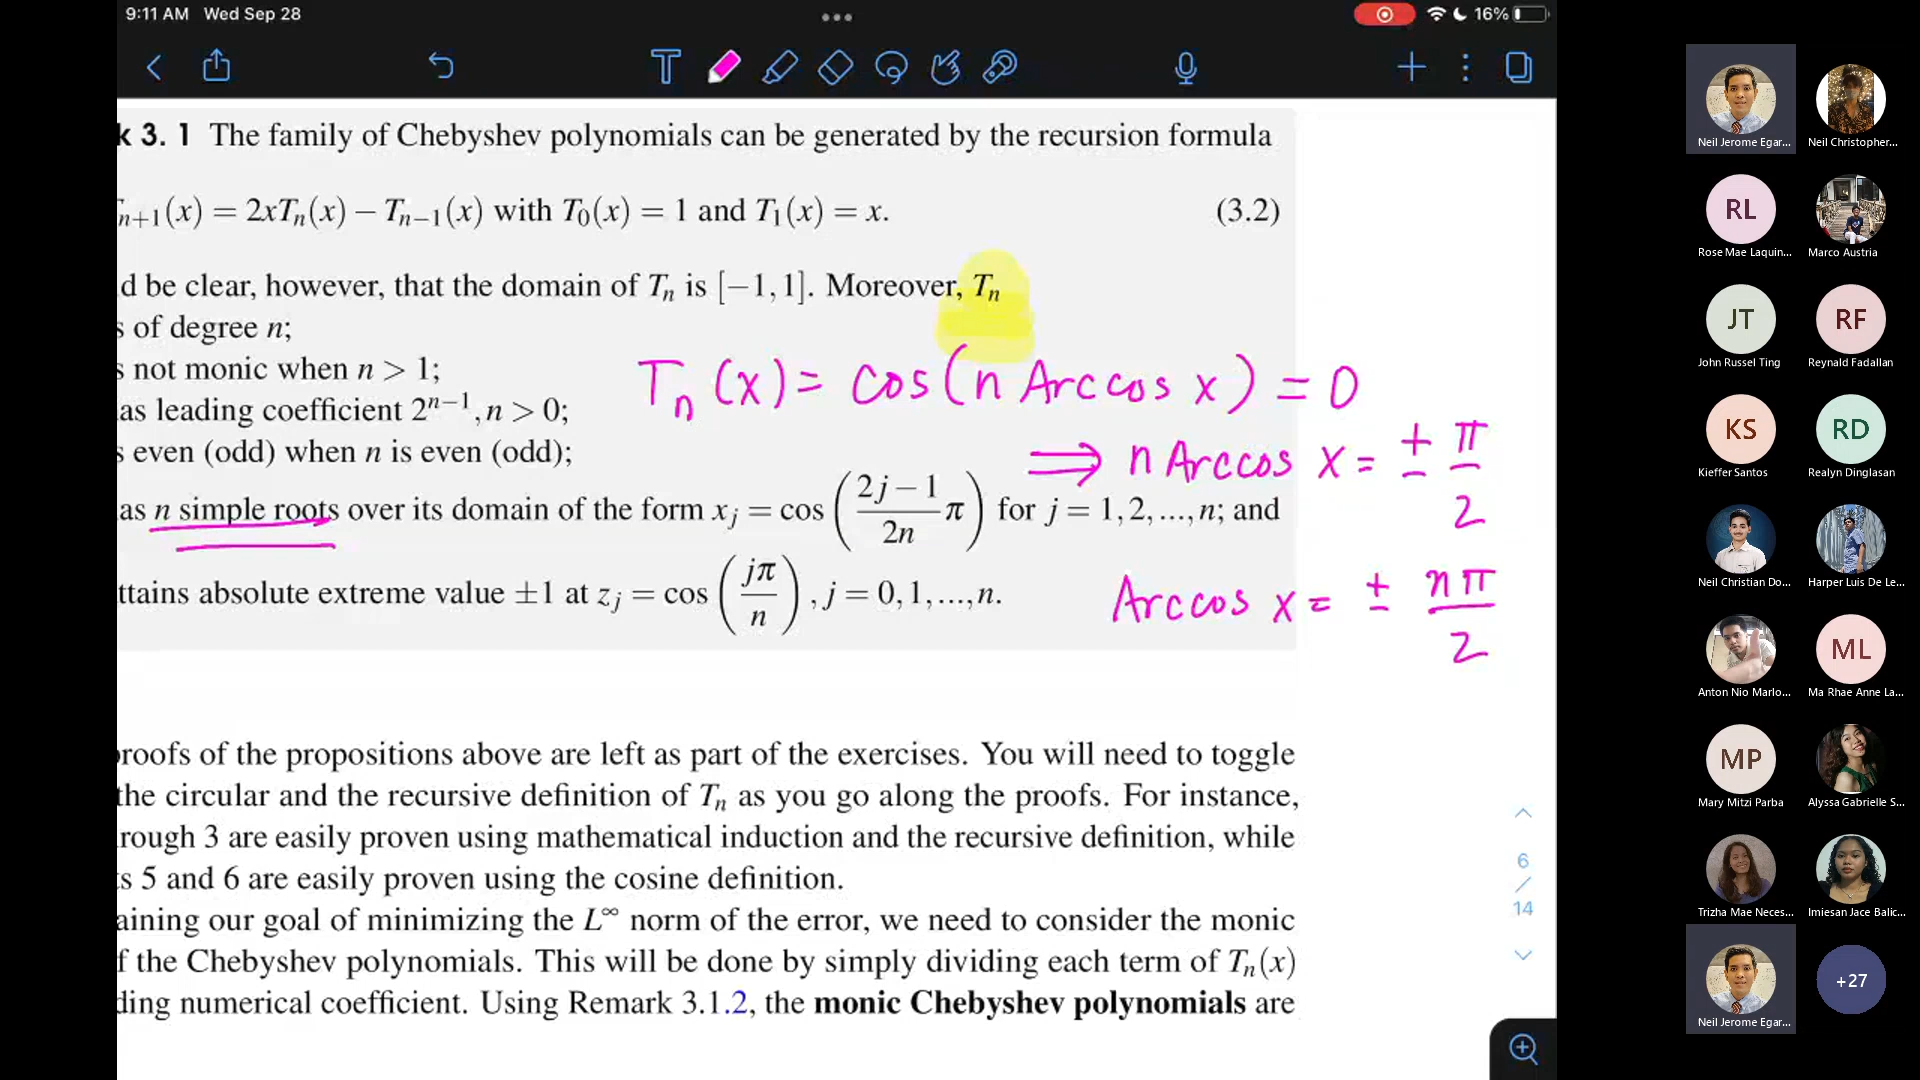 9:11 AM Wed Sep 28
16%
k 3. 1 The family of Chebyshev polynomials can be generated by the recursion formula
n+1(x) = 2xTn(x) − Tn−1(x) with T0(x) = 1 and T1(x) = x. (3.2)
d be clear, however, that the domain of Tn is [−1,1]. Moreover, Tn
s of degree n;
s not monic when n > 1;
Tn(x) = cos(n Arccos x) = 0
as leading coefficient 2^{n−1}, n > 0;
s even (odd) when n is even (odd);
⟹ n Arccos x = ± π/2
as n simple roots over its domain of the form xj = cos((2j − 1)/(2n) π) for j = 1,2,...,n; and
ttains absolute extreme value ±1 at zj = cos(jπ/n), j = 0,1,...,n.
Arccos x = ± nπ/2
proofs of the propositions above are left as part of the exercises. You will need to toggle
the circular and the recursive definition of Tn as you go along the proofs. For instance,
rough 3 are easily proven using mathematical induction and the recursive definition, while
s 5 and 6 are easily proven using the cosine definition.
aining our goal of minimizing the L∞ norm of the error, we need to consider the monic
f the Chebyshev polynomials. This will be done by simply dividing each term of Tn(x)
ding numerical coefficient. Using Remark 3.1.2, the monic Chebyshev polynomials are
6
/
14
Neil Jerome Egar...
Neil Christopher...
RL
Rose Mae Laquin...
Marco Austria
JT
John Russel Ting
RF
Reynald Fadallan
KS
Kieffer Santos
RD
Realyn Dinglasan
Neil Christian Do...
Harper Luis De Le...
Anton Nio Marlo...
ML
Ma Rhae Anne La...
MP
Mary Mitzi Parba
Alyssa Gabrielle S...
Trizha Mae Neces...
Imiesan Jace Balic...
Neil Jerome Egar...
+27